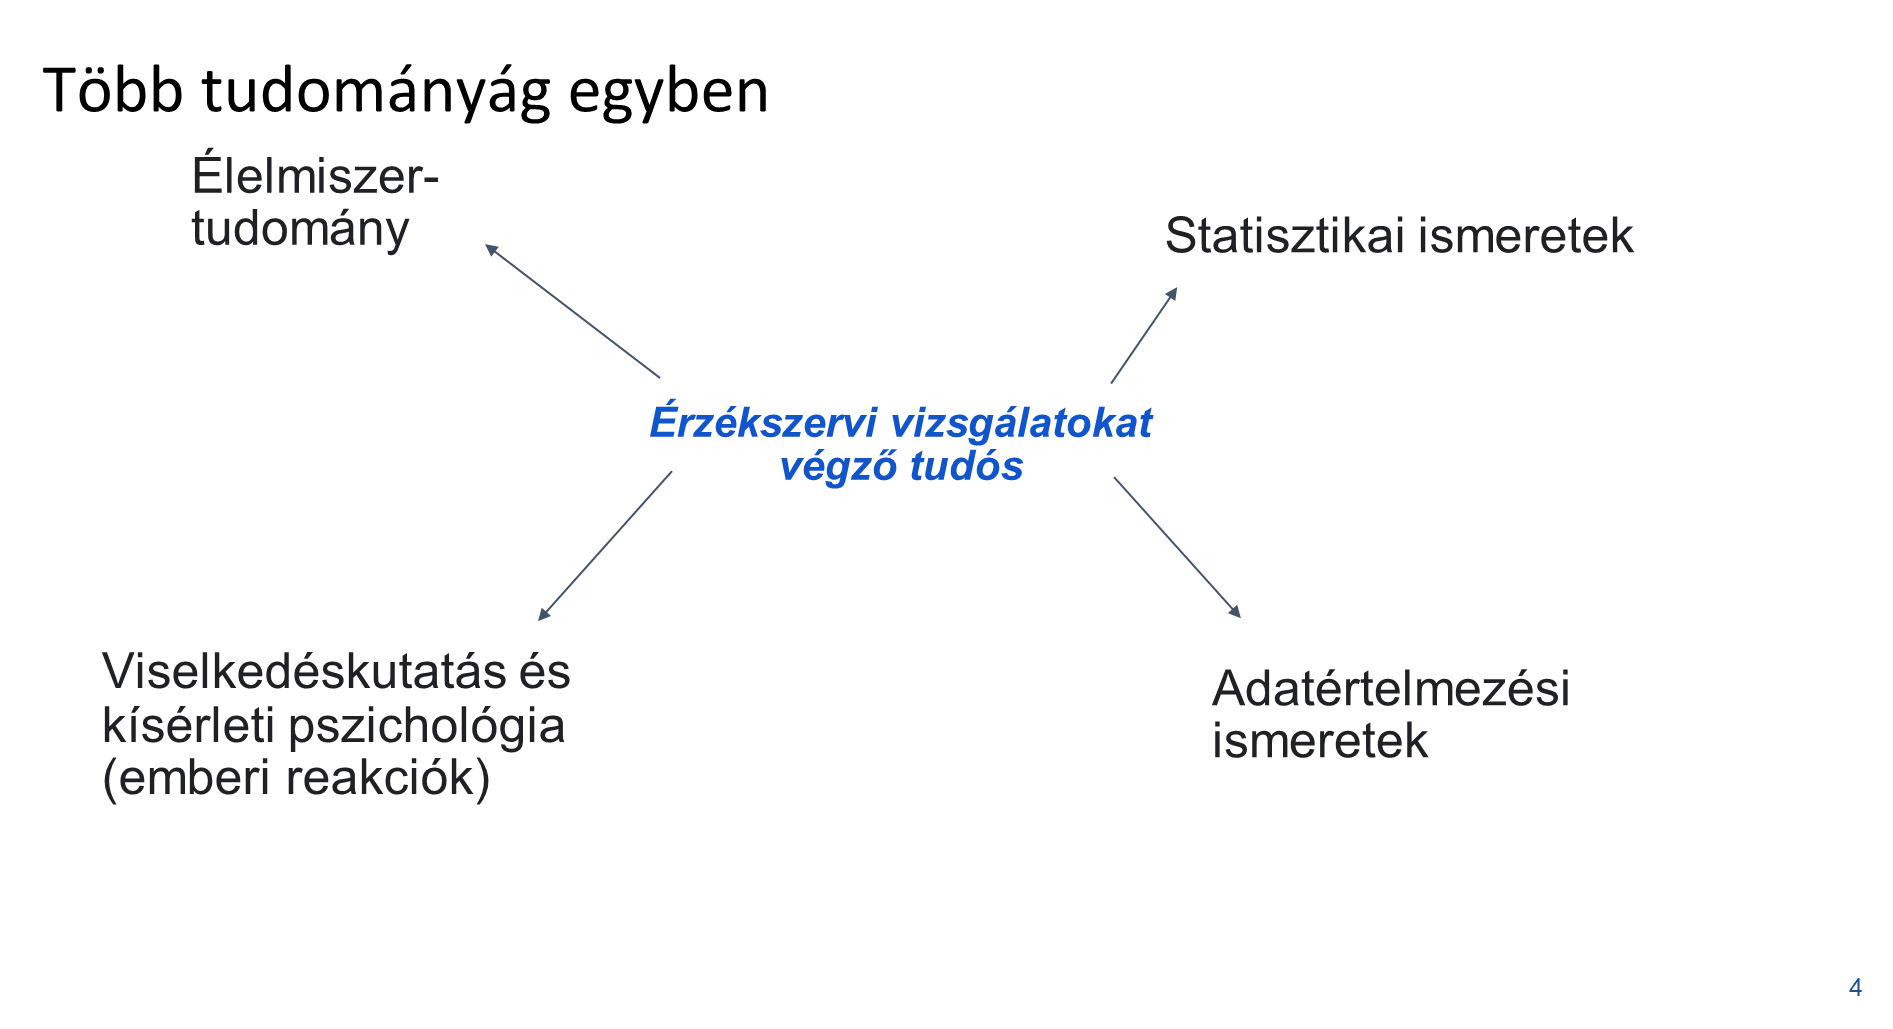 Több tudományág egyben
Élelmiszer-
tudomány
Statisztikai ismeretek
Érzékszervi vizsgálatokat
végző tudós
Viselkedéskutatás és
kísérleti pszichológia
(emberi reakciók)
Adatértelmezési
ismeretek
4